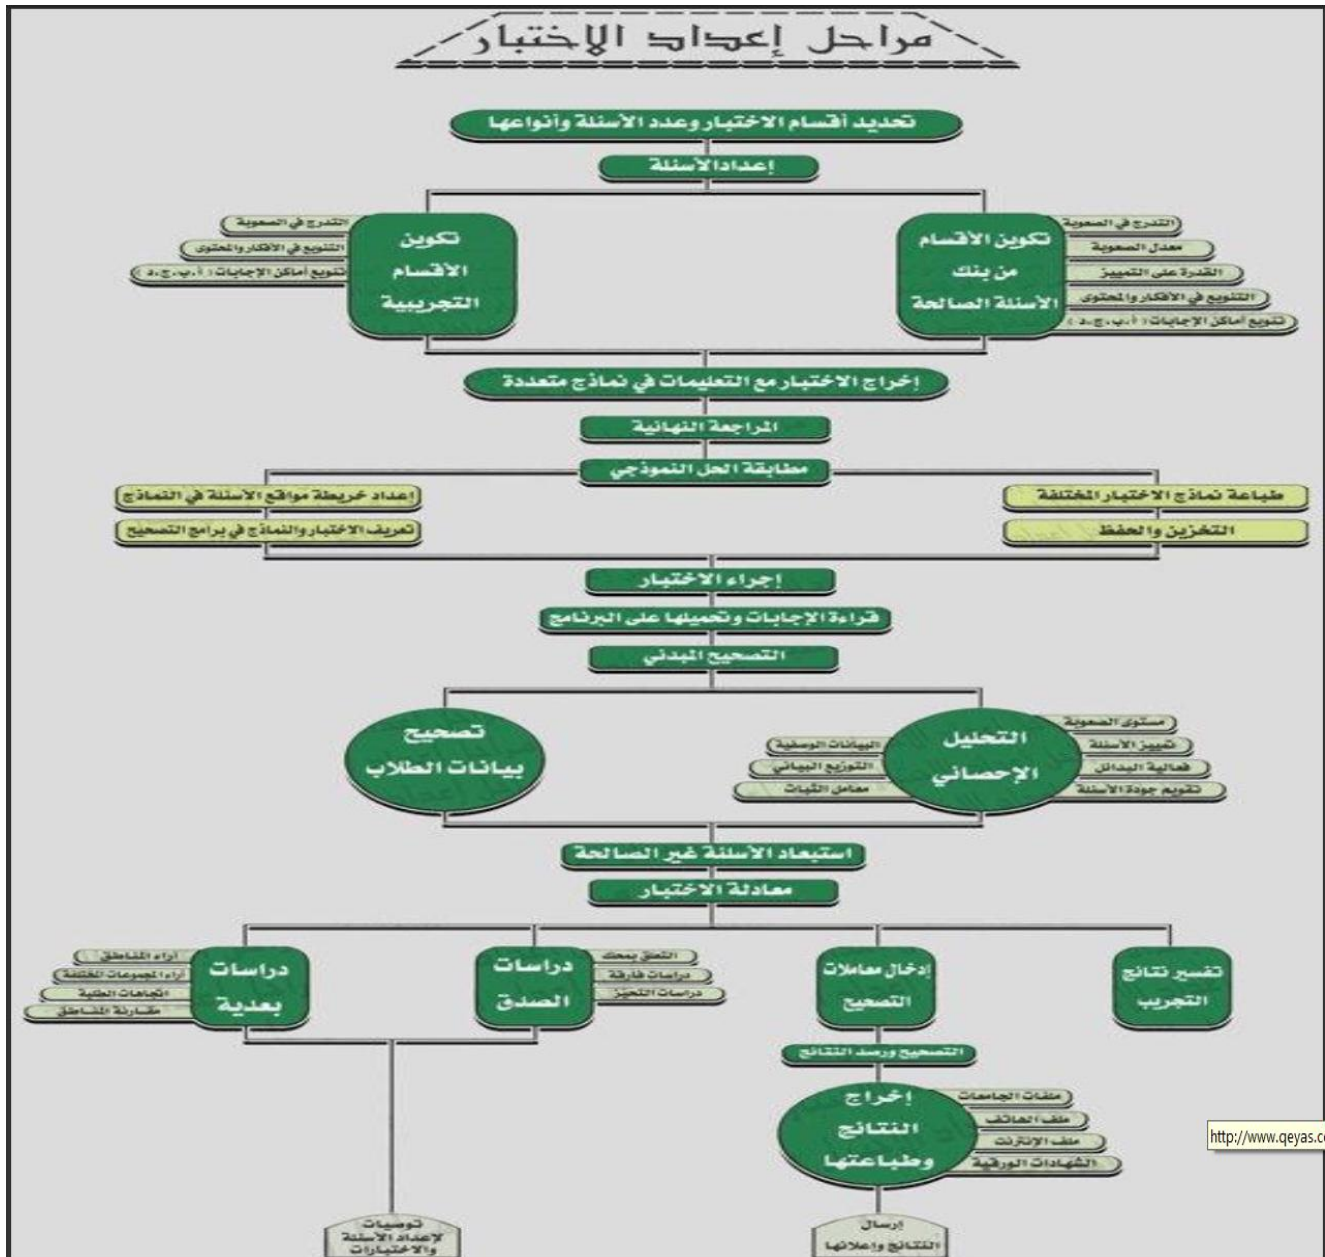 مراحل إعداد الإختبار
تحديد أقسام الاختبار وعدد الأسئلة وأنواعها
إعداد الأسئلة
تكوين الأقسام
من بنك
الأسئلة الصالحة
التدرج في الصعوبة
معدل الصعوبة
القدرة على التمييز
التنويع في الأفكار والمحتوى
تنويع أماكن الإجابات (أ،ب،ج،د)
تكوين
الأقسام
التجريبية
التدرج في الصعوبة
التنويع في الأفكار والمحتوى
تنويع أماكن الإجابات (أ،ب،ج،د)
إخراج الاختبار مع التعليمات في نماذج متعددة
المراجعة النهائية
مطابقة الحل النموذجي
طباعة نماذج الاختبار المختلفة
التخزين والحفظ
إعداد خريطة مواقع الأسئلة في النماذج
تعريف الاختبار والنماذج في برامج التصحيح
إجراء الاختبار
قراءة الإجابات وتحميلها على البرنامج
التصحيح المبدئي
التحليل
الإحصائي
مستوى الصعوبة
تمييز الأسئلة
فعالية البدائل
تقويم جودة الأسئلة
البيانات الوصفية
التوزيع البياني
معامل الثبات
تصحيح
بيانات الطلاب
استبعاد الأسئلة غير الصالحة
معادلة الاختبار
تفسير نتائج
التجريب
إدخال معاملات
التصحيح
دراسات
الصدق
التعلق بمحك
دراسات فارقة
دراسات التحيز
دراسات
بعدية
آراء المناطق
آراء المجموعات المختلفة
اتجاهات الطلبة
مقارنة المناطق
التصحيح ورصد النتائج
إخراج
النتائج
وطباعتها
ملفات الجامعات
ملف الهاتف
ملف الإنترنت
الشهادات الورقية
إرسال
النتائج وإعلانها
توصيات
لإعداد الأسئلة
والاختبارات
http://www.qeyas.c